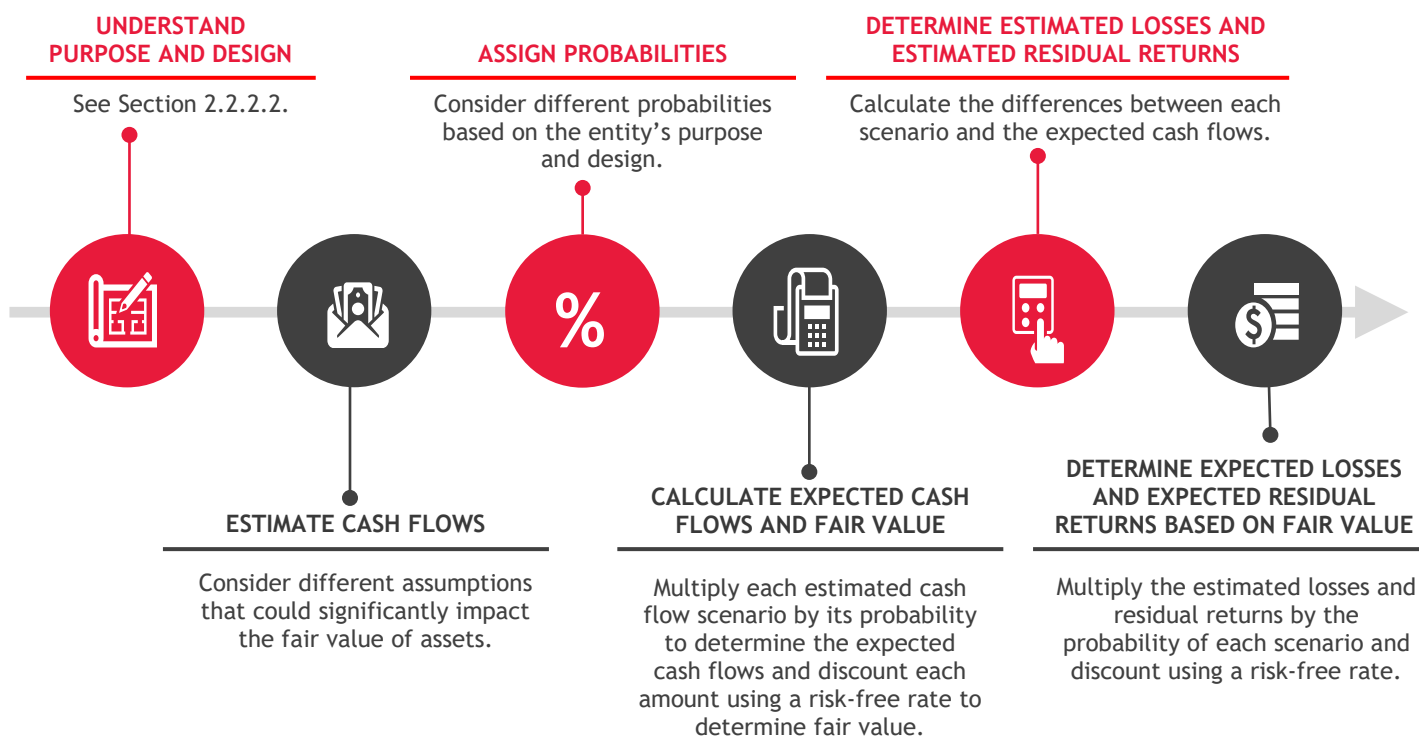 UNDERSTAND
PURPOSE AND DESIGN
See Section 2.2.2.2.
ASSIGN PROBABILITIES
Consider different probabilities
based on the entity’s purpose
and design.
DETERMINE ESTIMATED LOSSES AND
ESTIMATED RESIDUAL RETURNS
Calculate the differences between each
scenario and the expected cash flows.
%
$
ESTIMATE CASH FLOWS
Consider different assumptions
that could significantly impact
the fair value of assets.
CALCULATE EXPECTED CASH
FLOWS AND FAIR VALUE
Multiply each estimated cash
flow scenario by its probability
to determine the expected
cash flows and discount each
amount using a risk-free rate to
determine fair value.
DETERMINE EXPECTED LOSSES
AND EXPECTED RESIDUAL
RETURNS BASED ON FAIR VALUE
Multiply the estimated losses and
residual returns by the
probability of each scenario and
discount using a risk-free rate.